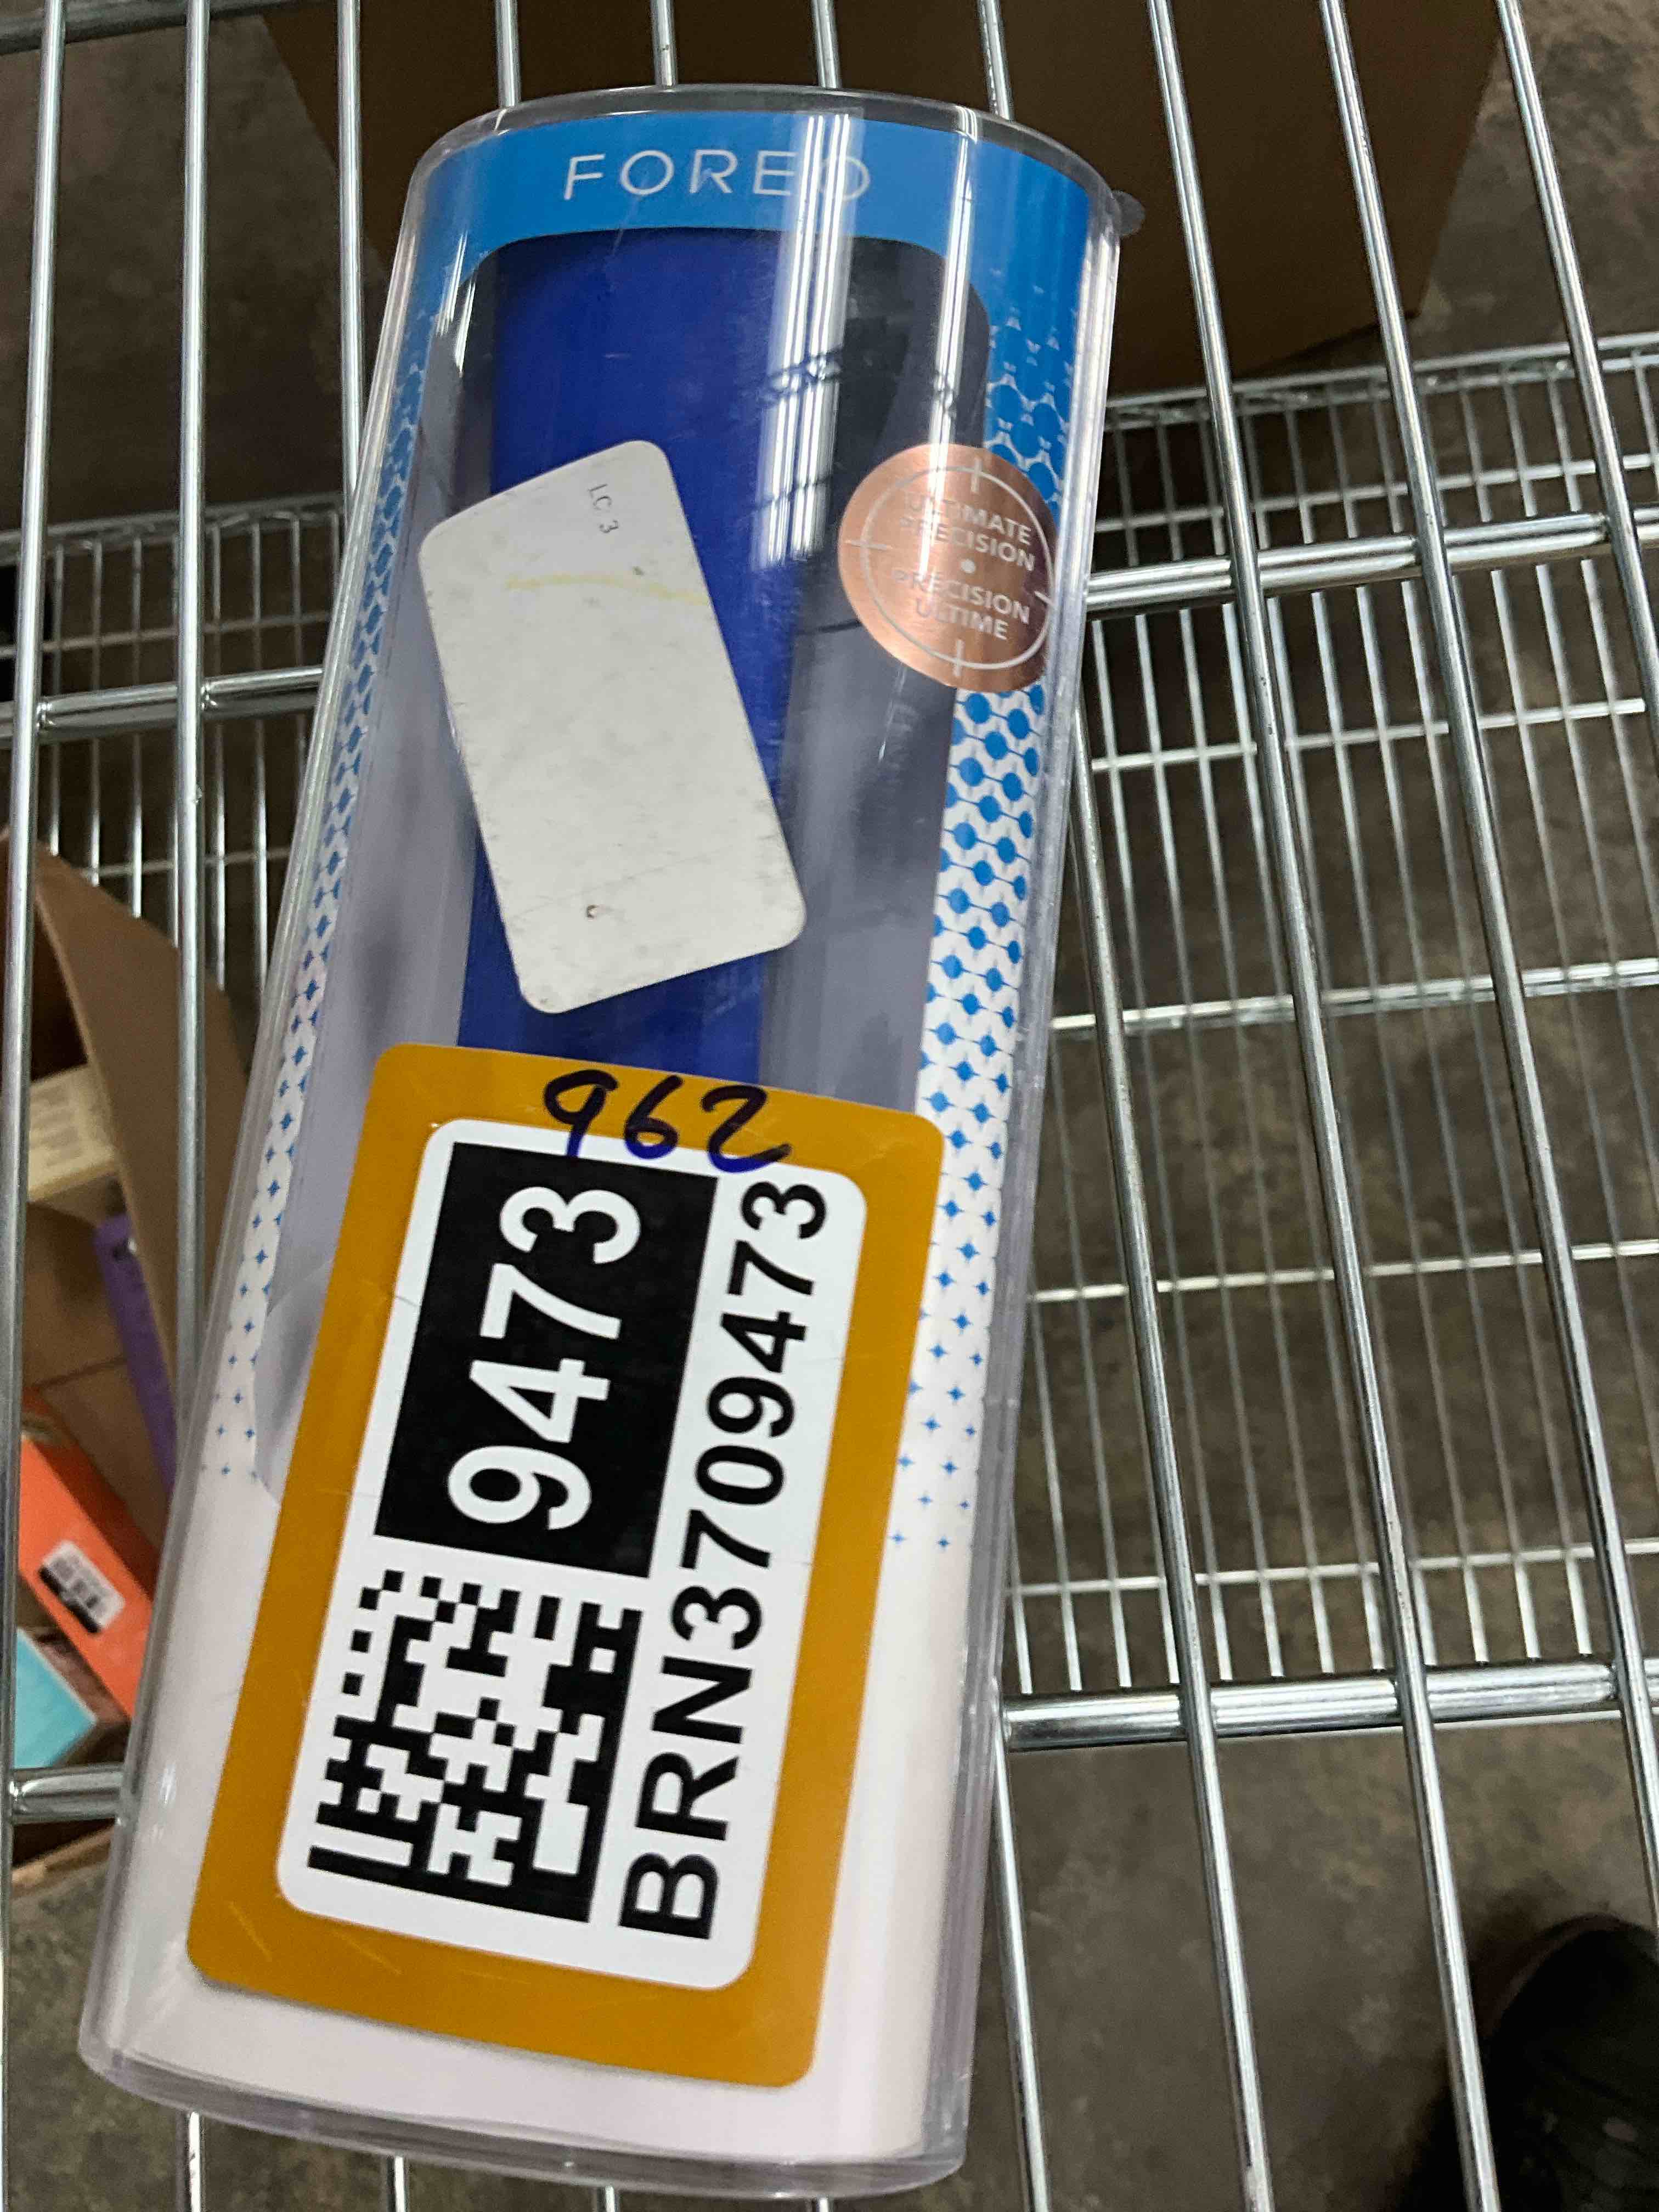 FOREO
LC 3
ULTIMATE
PRECISION
PRÉCISION
ULTIME
962
9473
BRN3709473